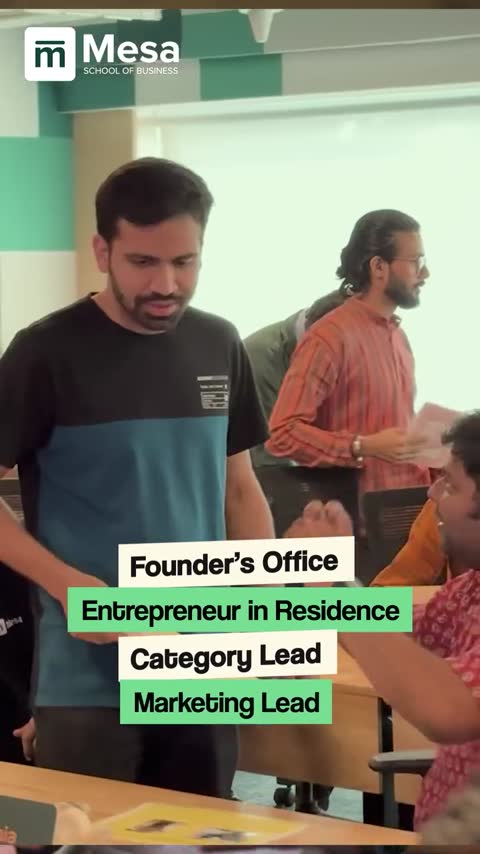 m Mesa
SCHOOL OF BUSINESS
Founder's Office
Entrepreneur in Residence
Category Lead
Marketing Lead